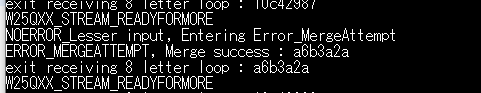 exit receiving 8 letter loop : 10c42987
W25QXX_STREAM_READYFORMORE
NOERROR_Lesser input, Entering Error_MergeAttempt
ERROR_MERGEATTEMPT, Merge success : a6b3a2a
exit receiving 8 letter loop : a6b3a2a
W25QXX_STREAM_READYFORMORE